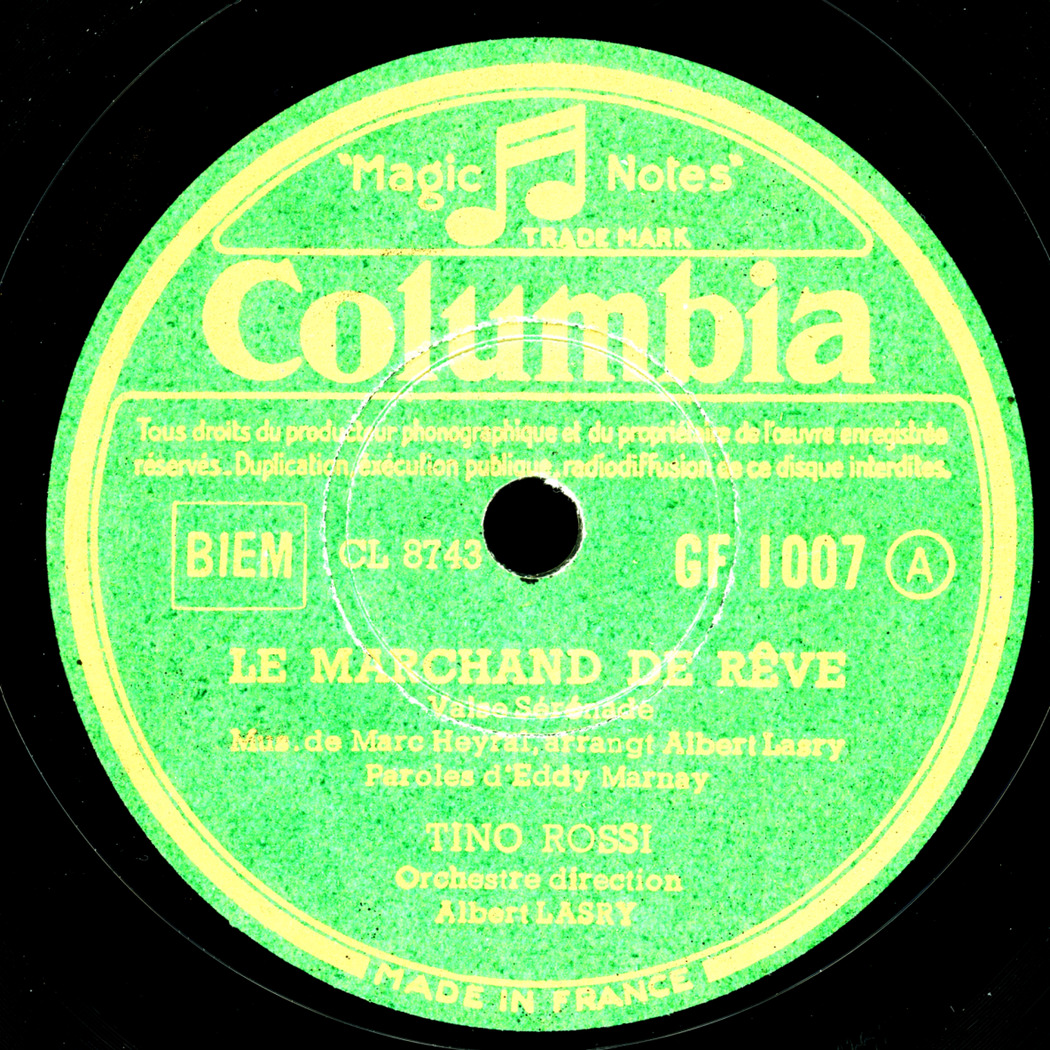 "Magic Notes"
TRADE MARK
Columbia
Tous droits du producteur phonographique et du propriétaire de l'œuvre enregistrée
réservés. Duplication, exécution publique, radiodiffusion de ce disque interdites.
BIEM CL 8743 GF 1007 A
LE MARCHAND DE RÊVE
Valse Sérénade
Mus. de Marc Heyral, arrangt Albert Lasry
Paroles d'Eddy Marnay
TINO ROSSI
Orchestre direction
Albert LASRY
MADE IN FRANCE